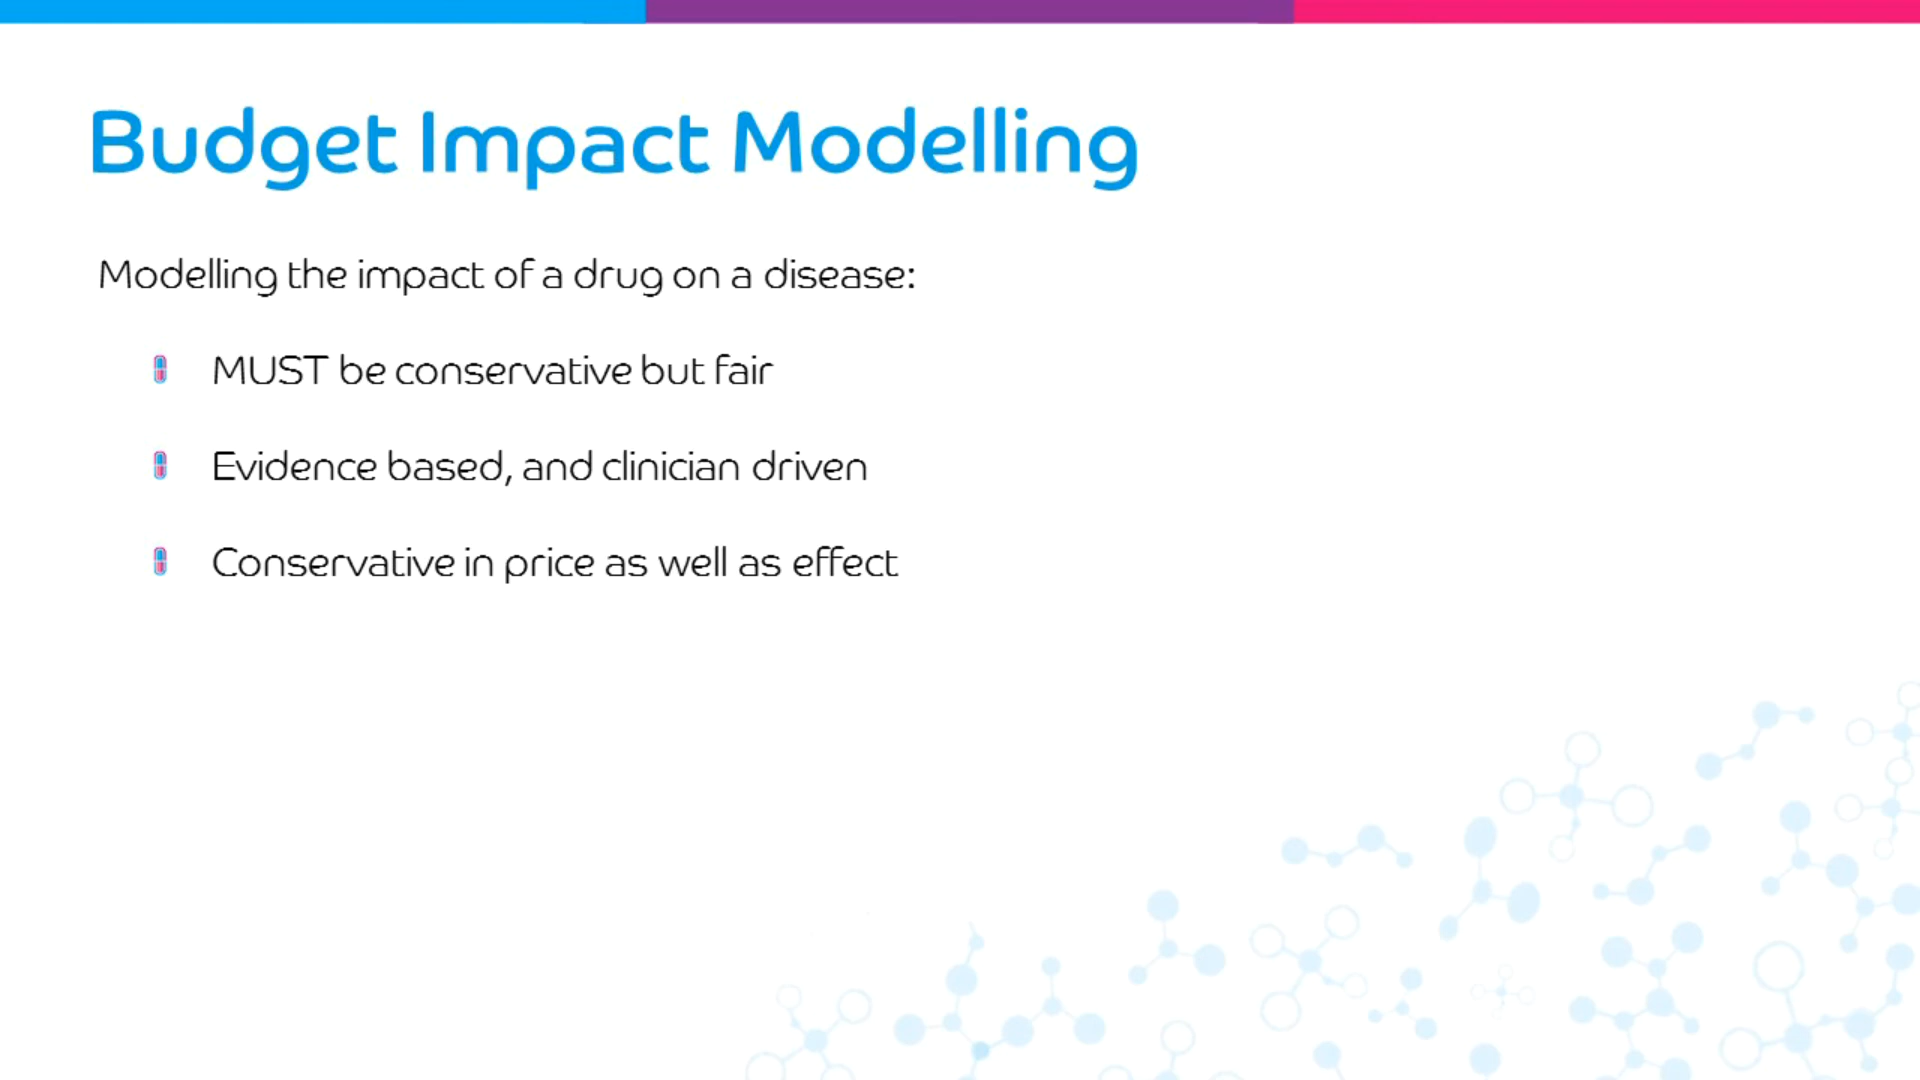 Budget Impact Modelling
Modelling the impact of a drug on a disease:
MUST be conservative but fair
Evidence based, and clinician driven
Conservative in price as well as effect